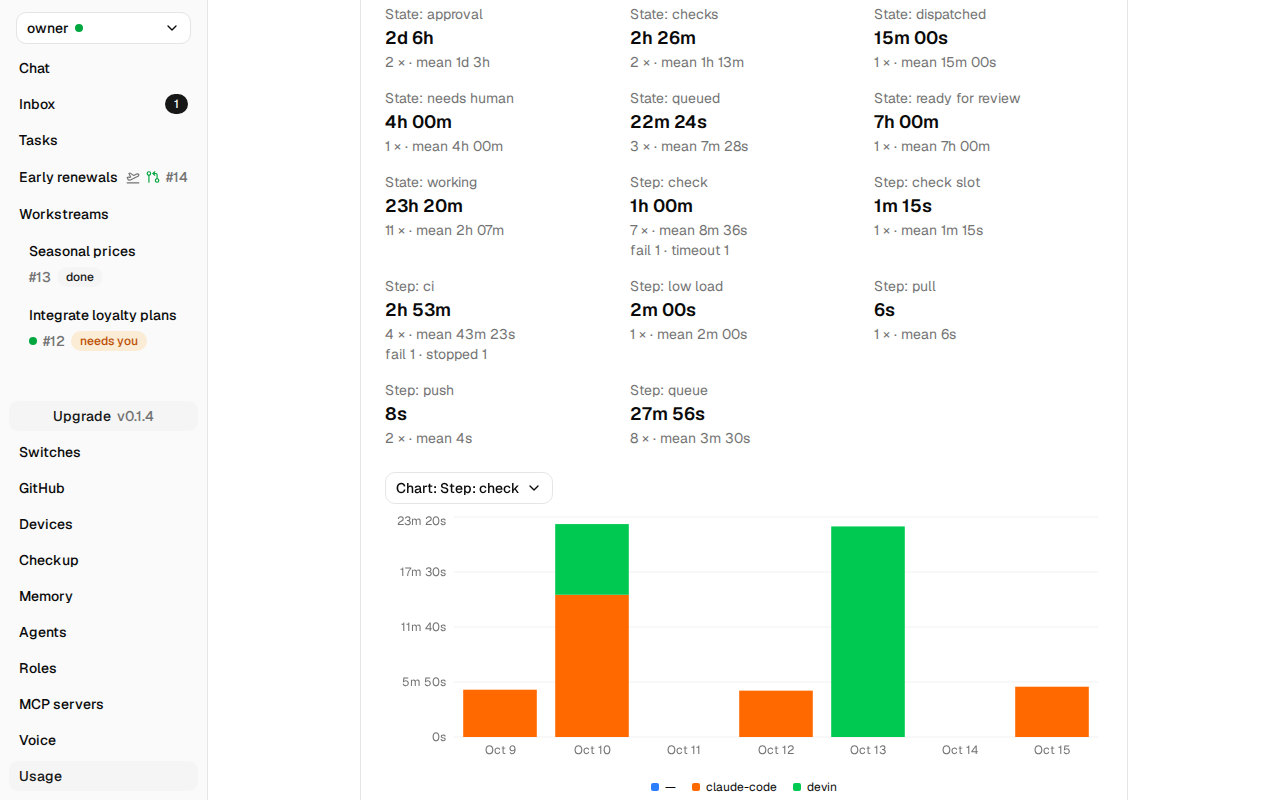 owner
Chat
Inbox 1
Tasks
Early renewals #14
Workstreams
Seasonal prices
#13 done
Integrate loyalty plans
#12 needs you
Upgrade v0.1.4
Switches
GitHub
Devices
Checkup
Memory
Agents
Roles
MCP servers
Voice
Usage
State: approval
2d 6h
2 × · mean 1d 3h
State: checks
2h 26m
2 × · mean 1h 13m
State: dispatched
15m 00s
1 × · mean 15m 00s
State: needs human
4h 00m
1 × · mean 4h 00m
State: queued
22m 24s
3 × · mean 7m 28s
State: ready for review
7h 00m
1 × · mean 7h 00m
State: working
23h 20m
11 × · mean 2h 07m
Step: check
1h 00m
7 × · mean 8m 36s
fail 1 · timeout 1
Step: check slot
1m 15s
1 × · mean 1m 15s
Step: ci
2h 53m
4 × · mean 43m 23s
fail 1 · stopped 1
Step: low load
2m 00s
1 × · mean 2m 00s
Step: pull
6s
1 × · mean 6s
Step: push
8s
2 × · mean 4s
Step: queue
27m 56s
8 × · mean 3m 30s
Chart: Step: check
23m 20s
17m 30s
11m 40s
5m 50s
0s
Oct 9 Oct 10 Oct 11 Oct 12 Oct 13 Oct 14 Oct 15
— claude-code devin